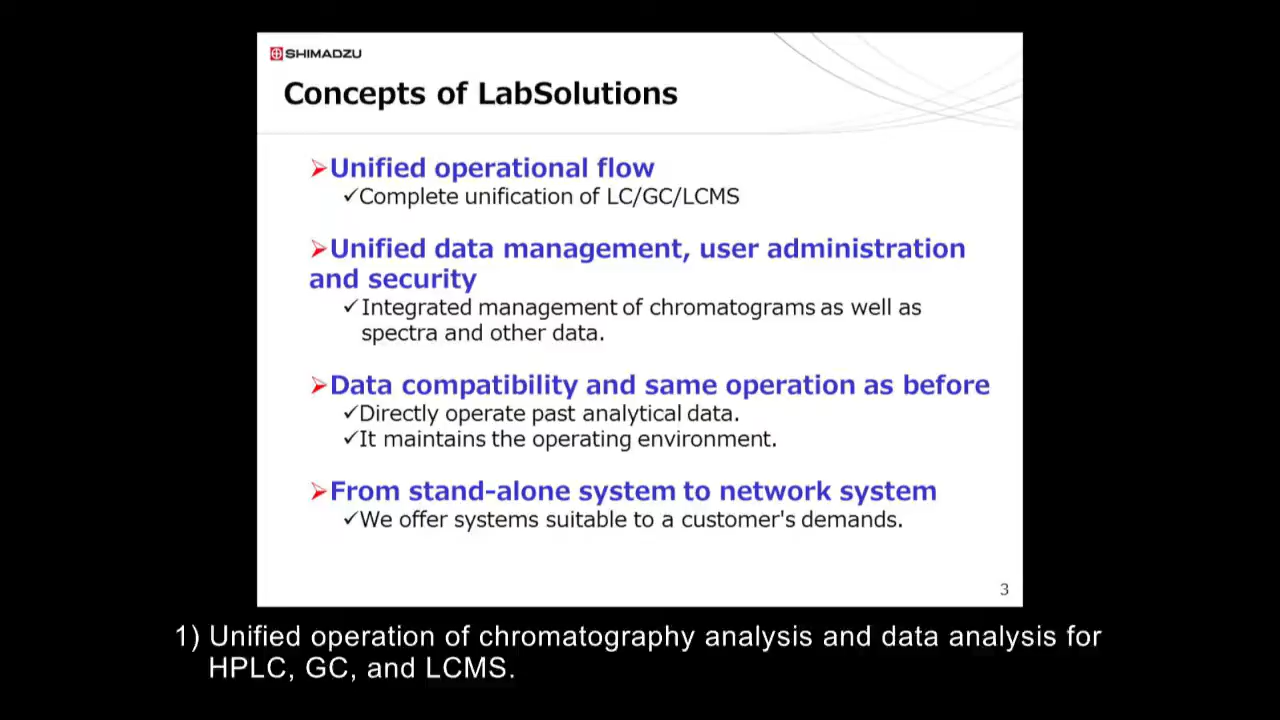 SHIMADZU
Concepts of LabSolutions
➢Unified operational flow
✓Complete unification of LC/GC/LCMS
➢Unified data management, user administration
and security
✓Integrated management of chromatograms as well as
spectra and other data.
➢Data compatibility and same operation as before
✓Directly operate past analytical data.
✓It maintains the operating environment.
➢From stand-alone system to network system
✓We offer systems suitable to a customer's demands.
3
1) Unified operation of chromatography analysis and data analysis for
HPLC, GC, and LCMS.